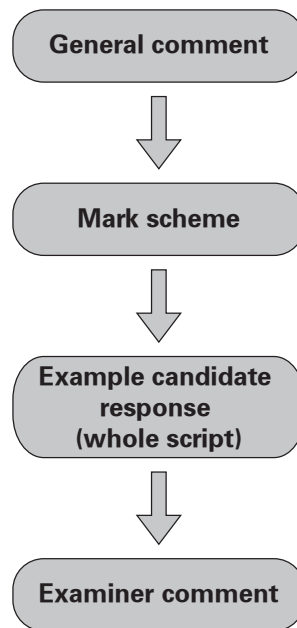 General comment
Mark scheme
Example candidate
response
(whole script)
Examiner comment